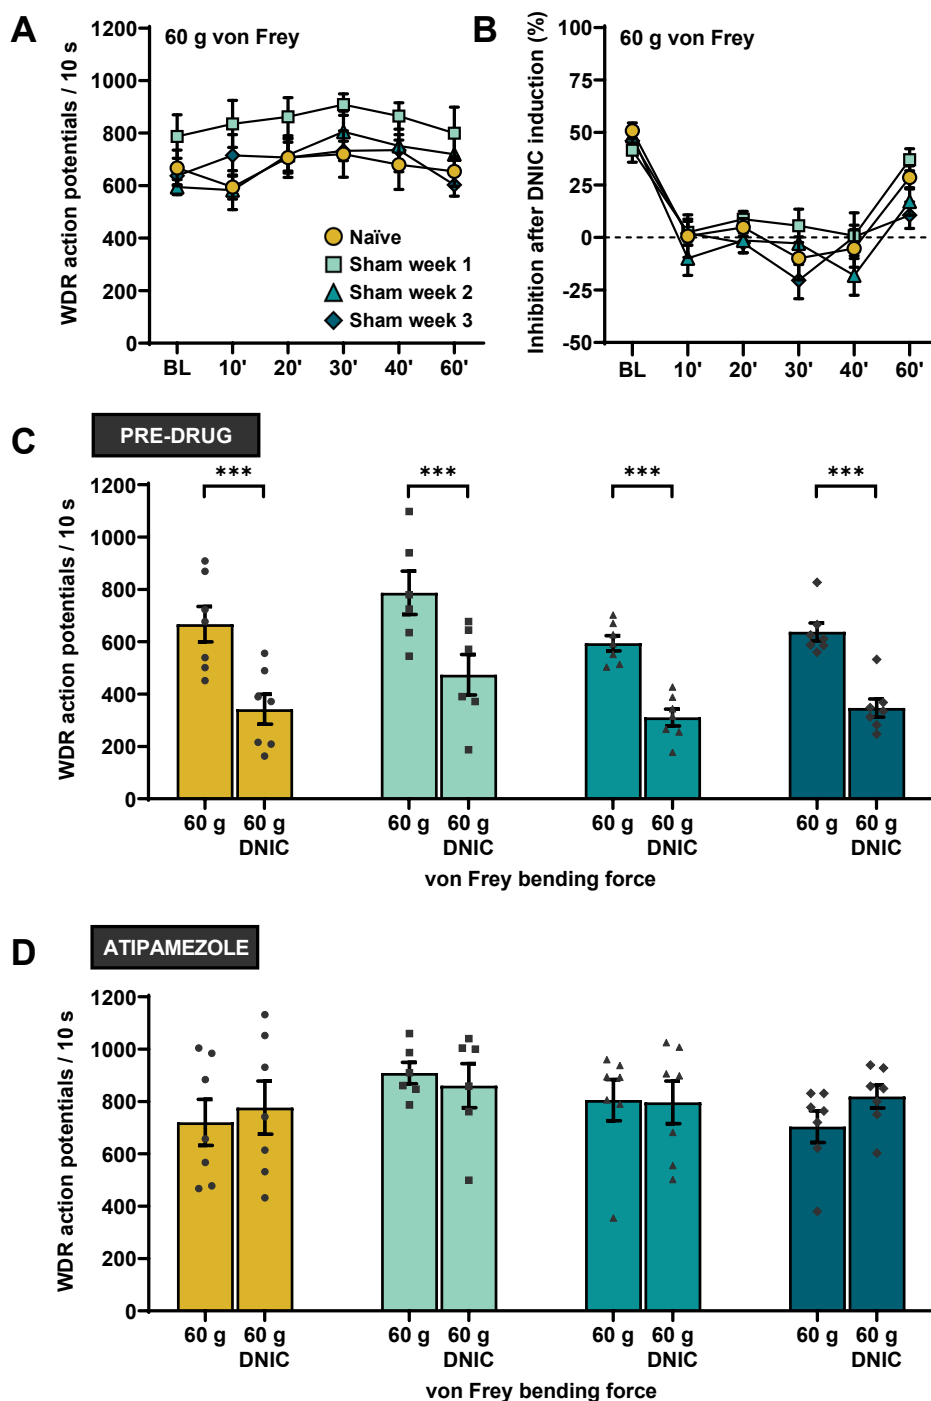 A
60 g von Frey
WDR action potentials / 10 s
1200
1000
800
600
400
200
0
BL 10' 20' 30' 40' 60'
Naïve
Sham week 1
Sham week 2
Sham week 3
B
60 g von Frey
Inhibition after DNIC induction (%)
100
75
50
25
0
-25
-50
BL 10' 20' 30' 40' 60'
C
PRE-DRUG
WDR action potentials / 10 s
1200
1000
800
600
400
200
0
*** *** *** ***
60 g 60 g 60 g 60 g 60 g 60 g 60 g 60 g
DNIC DNIC DNIC DNIC
von Frey bending force
D
ATIPAMEZOLE
WDR action potentials / 10 s
1200
1000
800
600
400
200
0
60 g 60 g 60 g 60 g 60 g 60 g 60 g 60 g
DNIC DNIC DNIC DNIC
von Frey bending force